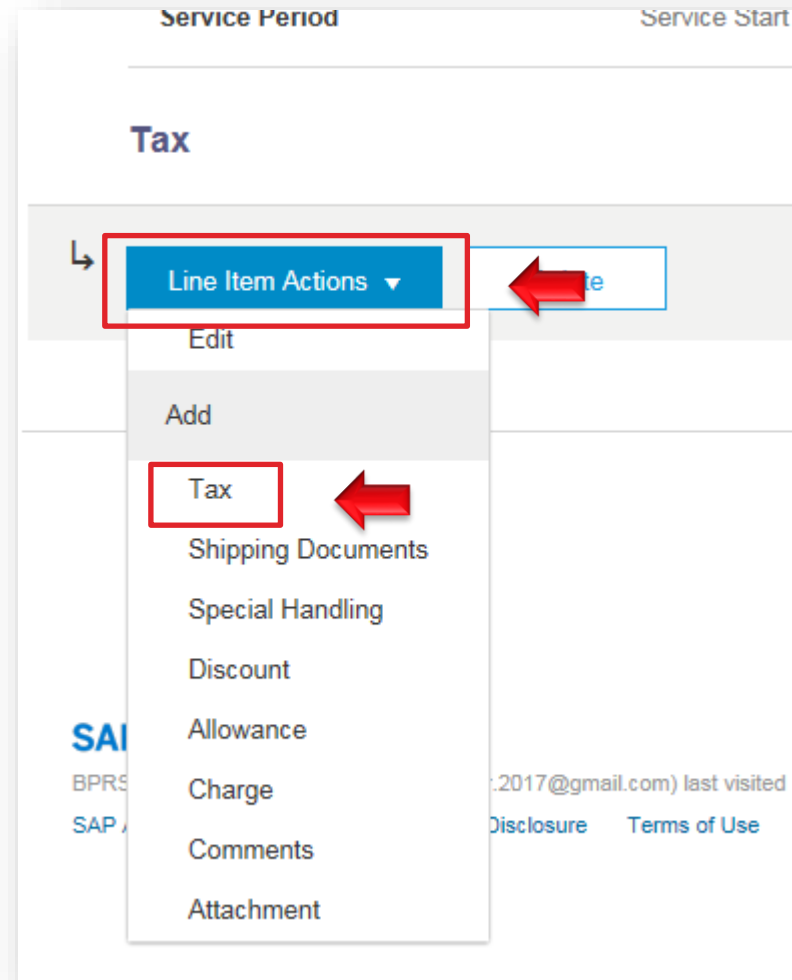 Service Period Service Start
Tax
Line Item Actions
Edit
Add
Tax
Shipping Documents
Special Handling
Discount
Allowance
Charge
Comments
Attachment
.2017@gmail.com) last visited
SAP
Disclosure Terms of Use